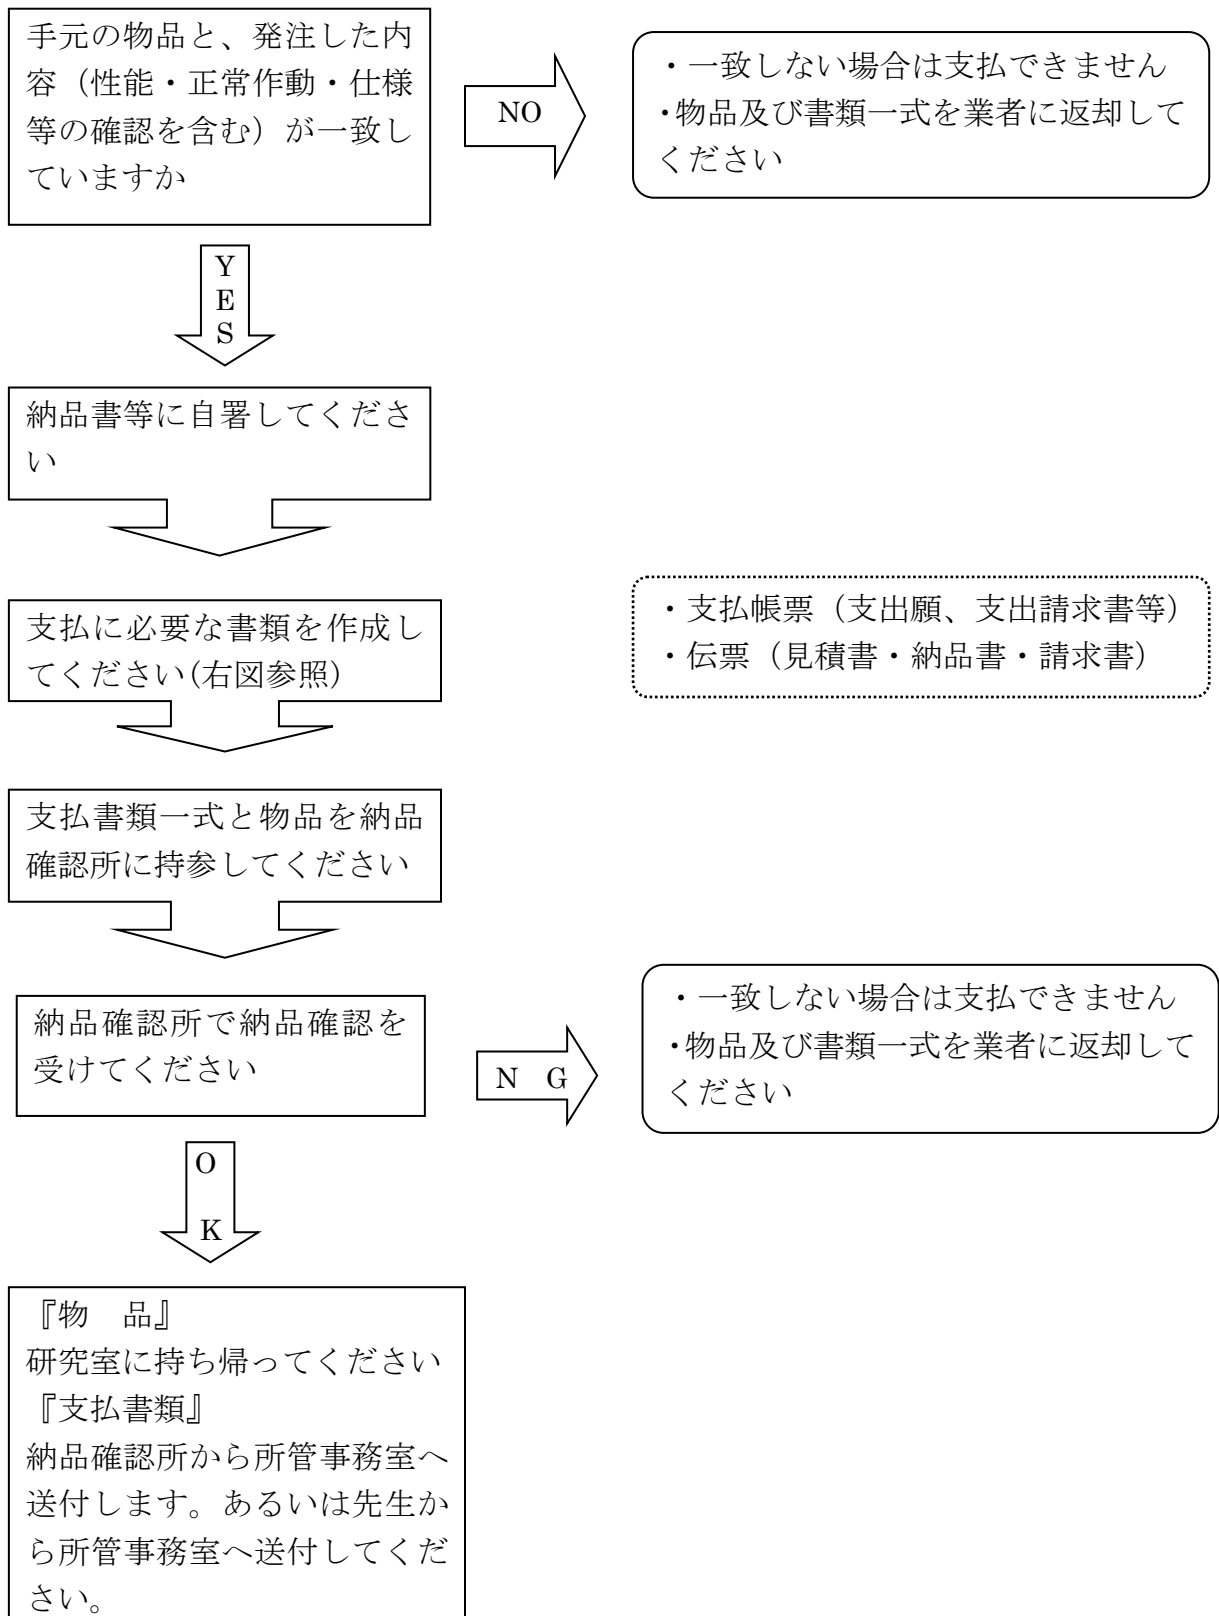 手元の物品と、発注した内
容（性能・正常作動・仕様
等の確認を含む）が一致し
ていますか
NO
・一致しない場合は支払できません
・物品及び書類一式を業者に返却して
ください
Y
E
S
納品書等に自署してくださ
い
支払に必要な書類を作成し
てください(右図参照)
・支払帳票（支出願、支出請求書等）
・伝票（見積書・納品書・請求書）
支払書類一式と物品を納品
確認所に持参してください
納品確認所で納品確認を
受けてください
N G
・一致しない場合は支払できません
・物品及び書類一式を業者に返却して
ください
O
K
『物　品』
研究室に持ち帰ってください
『支払書類』
納品確認所から所管事務室へ
送付します。あるいは先生か
ら所管事務室へ送付してくだ
さい。